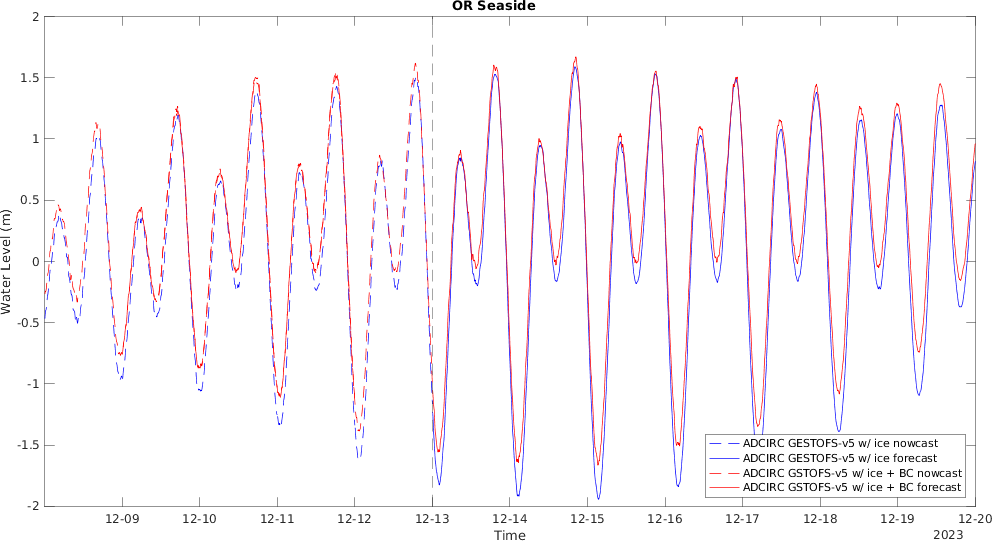 OR Seaside
2
1.5
1
0.5
0
-0.5
-1
-1.5
-2
Water Level (m)
12-09 12-10 12-11 12-12 12-13 12-14 12-15 12-16 12-17 12-18 12-19 12-20
Time
2023
ADCIRC GESTOFS-v5 w/ ice nowcast
ADCIRC GESTOFS-v5 w/ ice forecast
ADCIRC GSTOFS-v5 w/ ice + BC nowcast
ADCIRC GSTOFS-v5 w/ ice + BC forecast